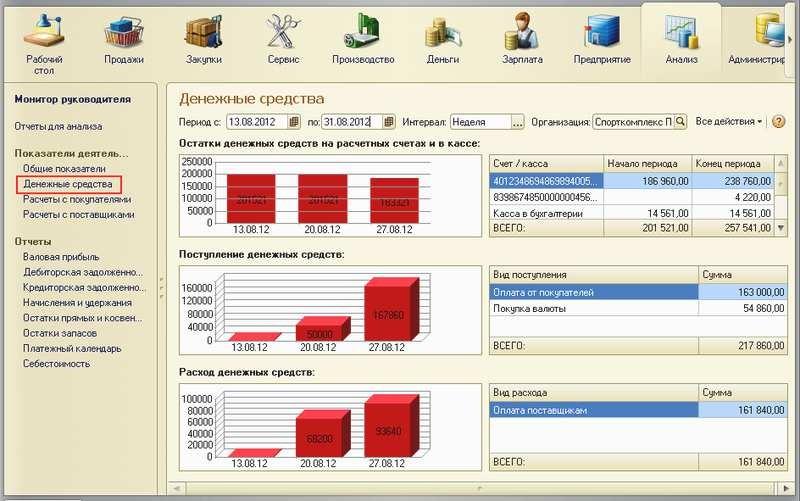 Рабочий стол
Продажи
Закупки
Сервис
Производство
Деньги
Зарплата
Предприятие
Анализ
Администрир
Монитор руководителя
Отчеты для анализа
Показатели деятель...
Общие показатели
Денежные средства
Расчеты с покупателями
Расчеты с поставщиками
Отчеты
Валовая прибыль
Дебиторская задолженно...
Кредиторская задолженно...
Начисления и удержания
Остатки прямых и косвен...
Остатки запасов
Платежный календарь
Себестоимость
Денежные средства
Период с: 13.08.2012 по: 31.08.2012 Интервал: Неделя ... Организация: Спорткомплекс П Все действия ?
Остатки денежных средств на расчетных счетах и в кассе:
250000
200000
150000
100000
50000
0
201521 201521 183321
13.08.12 20.08.12 27.08.12
Счет / касса Начало периода Конец периода
4012348694869894005... 186 960,00 238 760,00
8398674850000000456... 4 220,00
Касса в бухгалтерии 14 561,00 14 561,00
ВСЕГО: 201 521,00 257 541,00
Поступление денежных средств:
160000
120000
80000
40000
0
50000 167860
13.08.12 20.08.12 27.08.12
Вид поступления Сумма
Оплата от покупателей 163 000,00
Покупка валюты 54 860,00
ВСЕГО: 217 860,00
Расход денежных средств:
100000
80000
60000
40000
20000
0
68200 93640
13.08.12 20.08.12 27.08.12
Вид расхода Сумма
Оплата поставщикам 161 840,00
ВСЕГО: 161 840,00